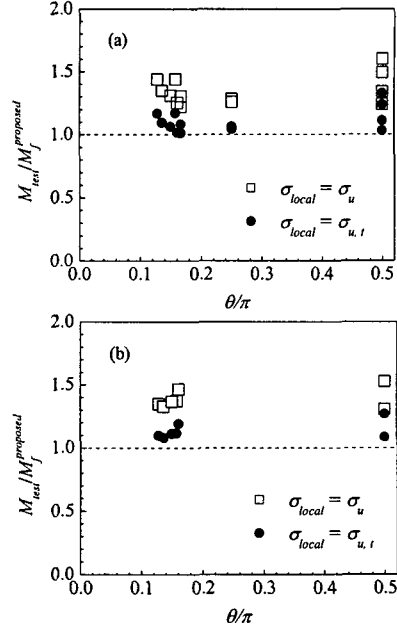 (a)
2.0
1.5
1.0
0.5
0.0
M_test/M_f^proposed
□ σ_local = σ_u
● σ_local = σ_u, t
0.0 0.1 0.2 0.3 0.4 0.5
θ/π
(b)
2.0
1.5
1.0
0.5
0.0
M_test/M_f^proposed
□ σ_local = σ_u
● σ_local = σ_u, t
0.0 0.1 0.2 0.3 0.4 0.5
θ/π